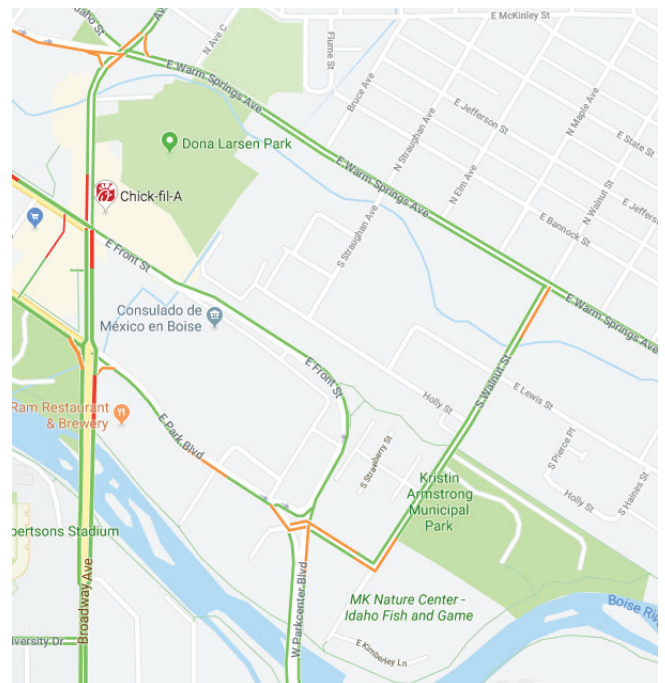 E McKinley St
Idaho St
Ave
N Ave C
Flume St
E Warm Springs Ave
Bruce Ave
N Maple Ave
E Jefferson St
N Straughan Ave
E State St
Dona Larsen Park
N Elm Ave
N Walnut St
E Warm Springs Ave
E Jeffers
Chick-fil-A
E Bannock St
S Straughan Ave
E Front St
Consulado de
México en Boise
E Warm Springs Ave
E Front St
S Walnut St
E Lewis St
Holly St
Ram Restaurant
& Brewery
E Park Blvd
S Pierce Pl
S Strawberry St
Kristin
Armstrong
Municipal
Park
Holly St
S Haines St
bertsons Stadium
Broadway Ave
W Parkcenter Blvd
MK Nature Center -
Idaho Fish and Game
Boise Ri
versity Dr
E Kimberley Ln